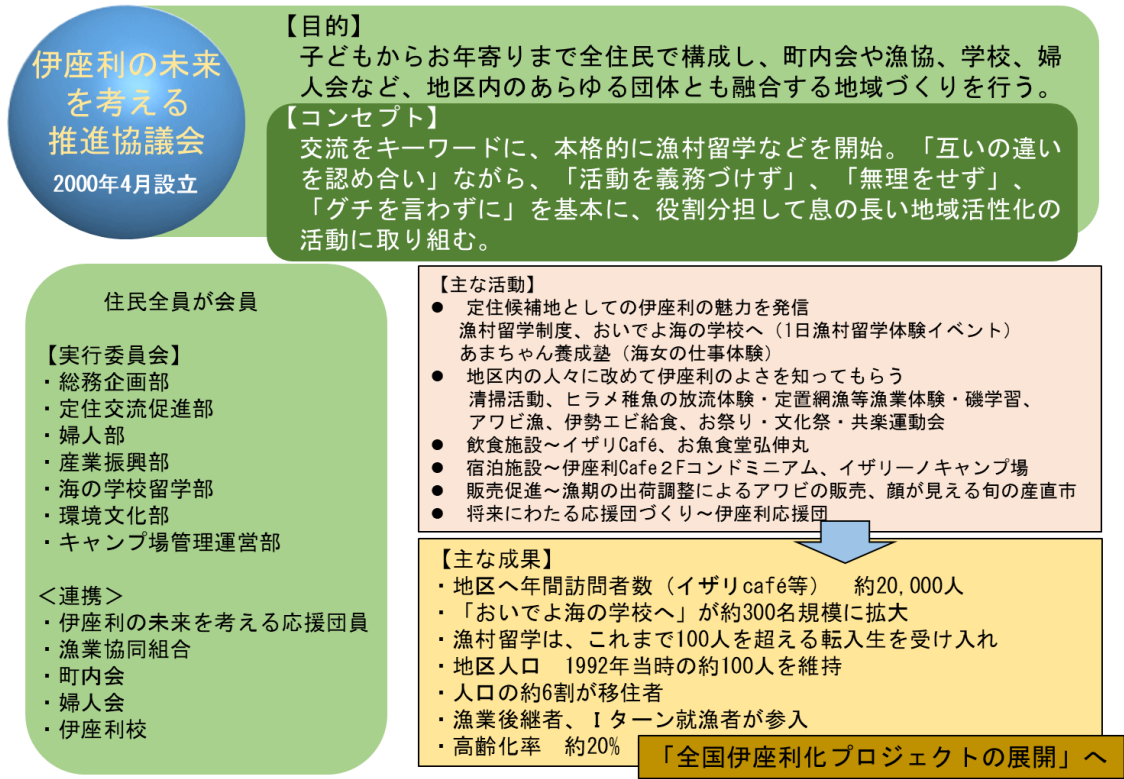 伊座利の未来
を考える
推進協議会
2000年4月設立
【目的】
子どもからお年寄りまで全住民で構成し、町内会や漁協、学校、婦
人会など、地区内のあらゆる団体とも融合する地域づくりを行う。
【コンセプト】
交流をキーワードに、本格的に漁村留学などを開始。「互いの違い
を認め合い」ながら、「活動を義務づけず」、「無理をせず」、
「グチを言わずに」を基本に、役割分担して息の長い地域活性化の
活動に取り組む。
住民全員が会員
【実行委員会】
・総務企画部
・定住交流促進部
・婦人部
・産業振興部
・海の学校留学部
・環境文化部
・キャンプ場管理運営部
＜連携＞
・伊座利の未来を考える応援団員
・漁業協同組合
・町内会
・婦人会
・伊座利校
【主な活動】
● 定住候補地としての伊座利の魅力を発信
漁村留学制度、おいでよ海の学校へ（1日漁村留学体験イベント）
あまちゃん養成塾（海女の仕事体験）
● 地区内の人々に改めて伊座利のよさを知ってもらう
清掃活動、ヒラメ稚魚の放流体験・定置網漁等漁業体験・磯学習、
アワビ漁、伊勢エビ給食、お祭り・文化祭・共楽運動会
● 飲食施設～イザリCafé、お魚食堂弘伸丸
● 宿泊施設～伊座利Cafe２Fコンドミニアム、イザリーノキャンプ場
● 販売促進～漁期の出荷調整によるアワビの販売、顔が見える旬の産直市
● 将来にわたる応援団づくり～伊座利応援団
【主な成果】
・地区へ年間訪問者数（イザリcafé等）　約20,000人
・「おいでよ海の学校へ」が約300名規模に拡大
・漁村留学は、これまで100人を超える転入生を受け入れ
・地区人口　1992年当時の約100人を維持
・人口の約6割が移住者
・漁業後継者、Ｉターン就漁者が参入
・高齢化率　約20%
「全国伊座利化プロジェクトの展開」へ